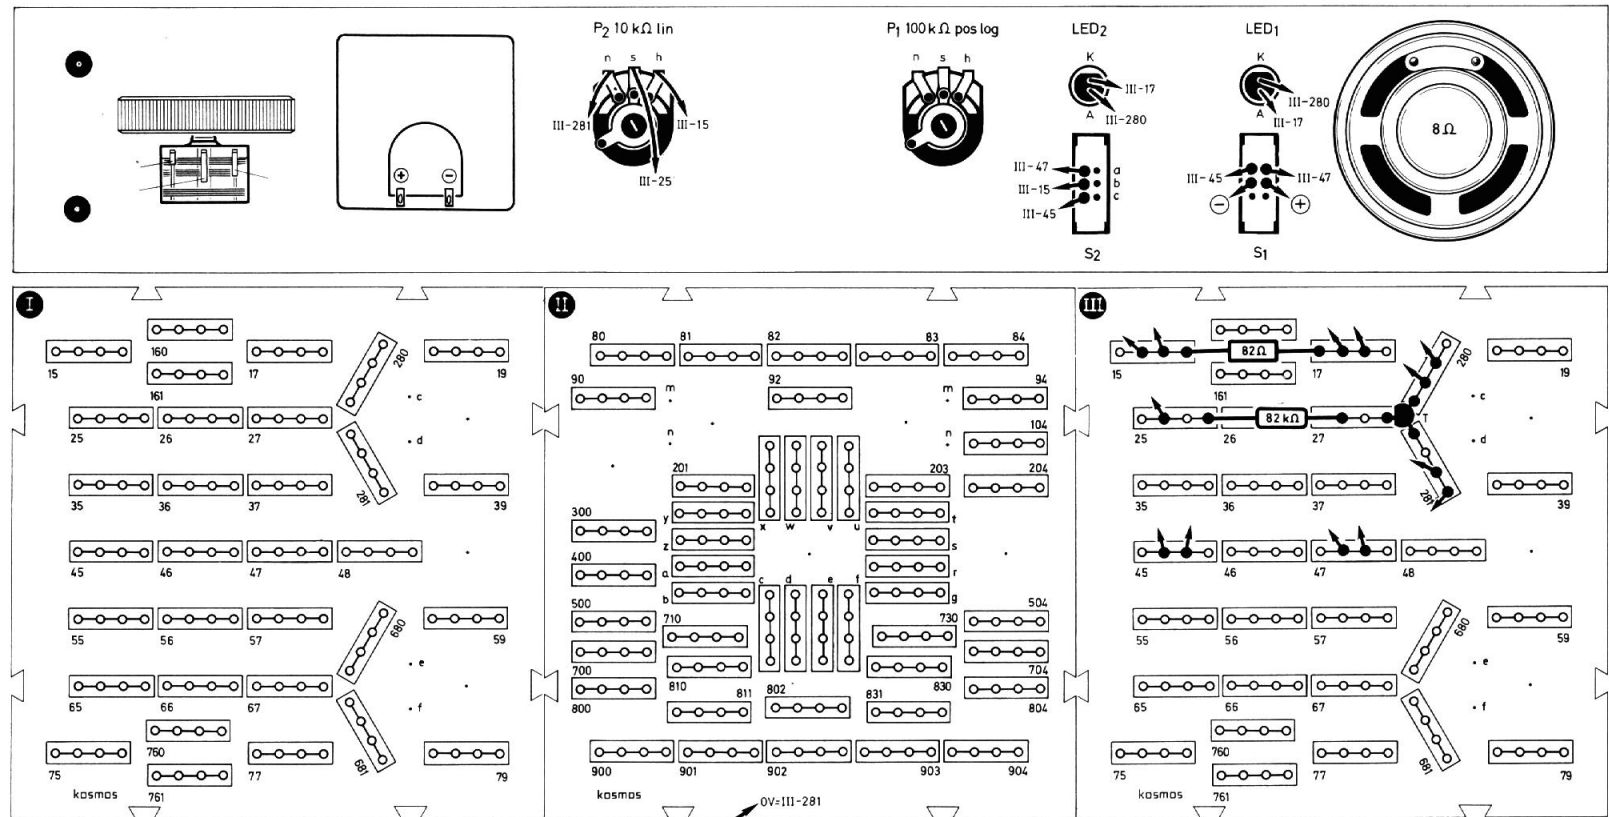 P2 10 kΩ lin
P1 100 kΩ pos log
LED2
LED1
n s h
n s h
K
K
III-17
III-280
A
III-280
A
III-17
III-281
III-15
III-25
8Ω
+ −
III-47
a
III-15
b
III-45
c
III-45
III-47
− +
S2
S1
I
160
15
17
280
19
161
c
25
26
27
d
35
36
37
281
39
45
46
47
48
55
56
57
680
59
e
65
66
67
f
760
75
77
681
79
761
kosmos
II
80
81
82
83
84
90
m
92
m
94
n
n
104
201
203
204
300
y
x
w
v
u
t
z
s
400
a
c
d
e
f
r
b
g
500
504
710
730
700
704
810
830
800
811
802
831
804
900
901
902
903
904
kosmos
0V=III-281
III
15
82Ω
17
280
19
161
c
82kΩ
T
25
26
27
d
35
36
37
281
39
45
46
47
48
55
56
57
680
59
e
65
66
67
f
760
75
77
681
79
761
kosmos